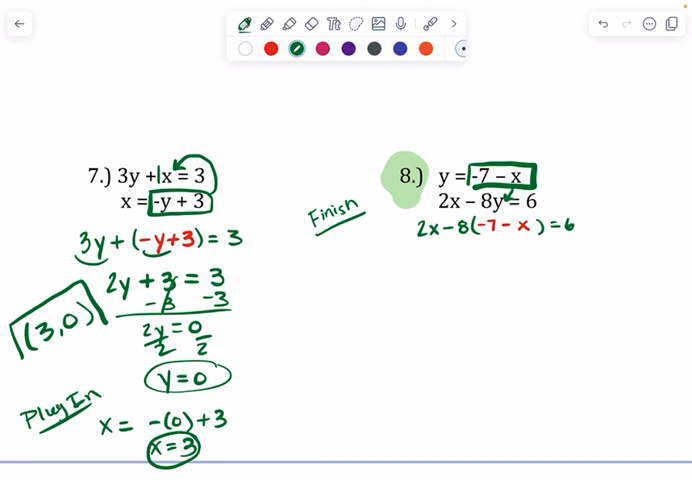 7.) 3y + 1x = 3
x = -y + 3
3y + (-y+3) = 3
2y + 3 = 3
-3 -3
2y = 0
2 2
y = 0
(3,0)
Plug In
x = -(0) + 3
x = 3
8.) y = -7 – x
2x – 8y = 6
Finish
2x - 8(-7 - x) = 6